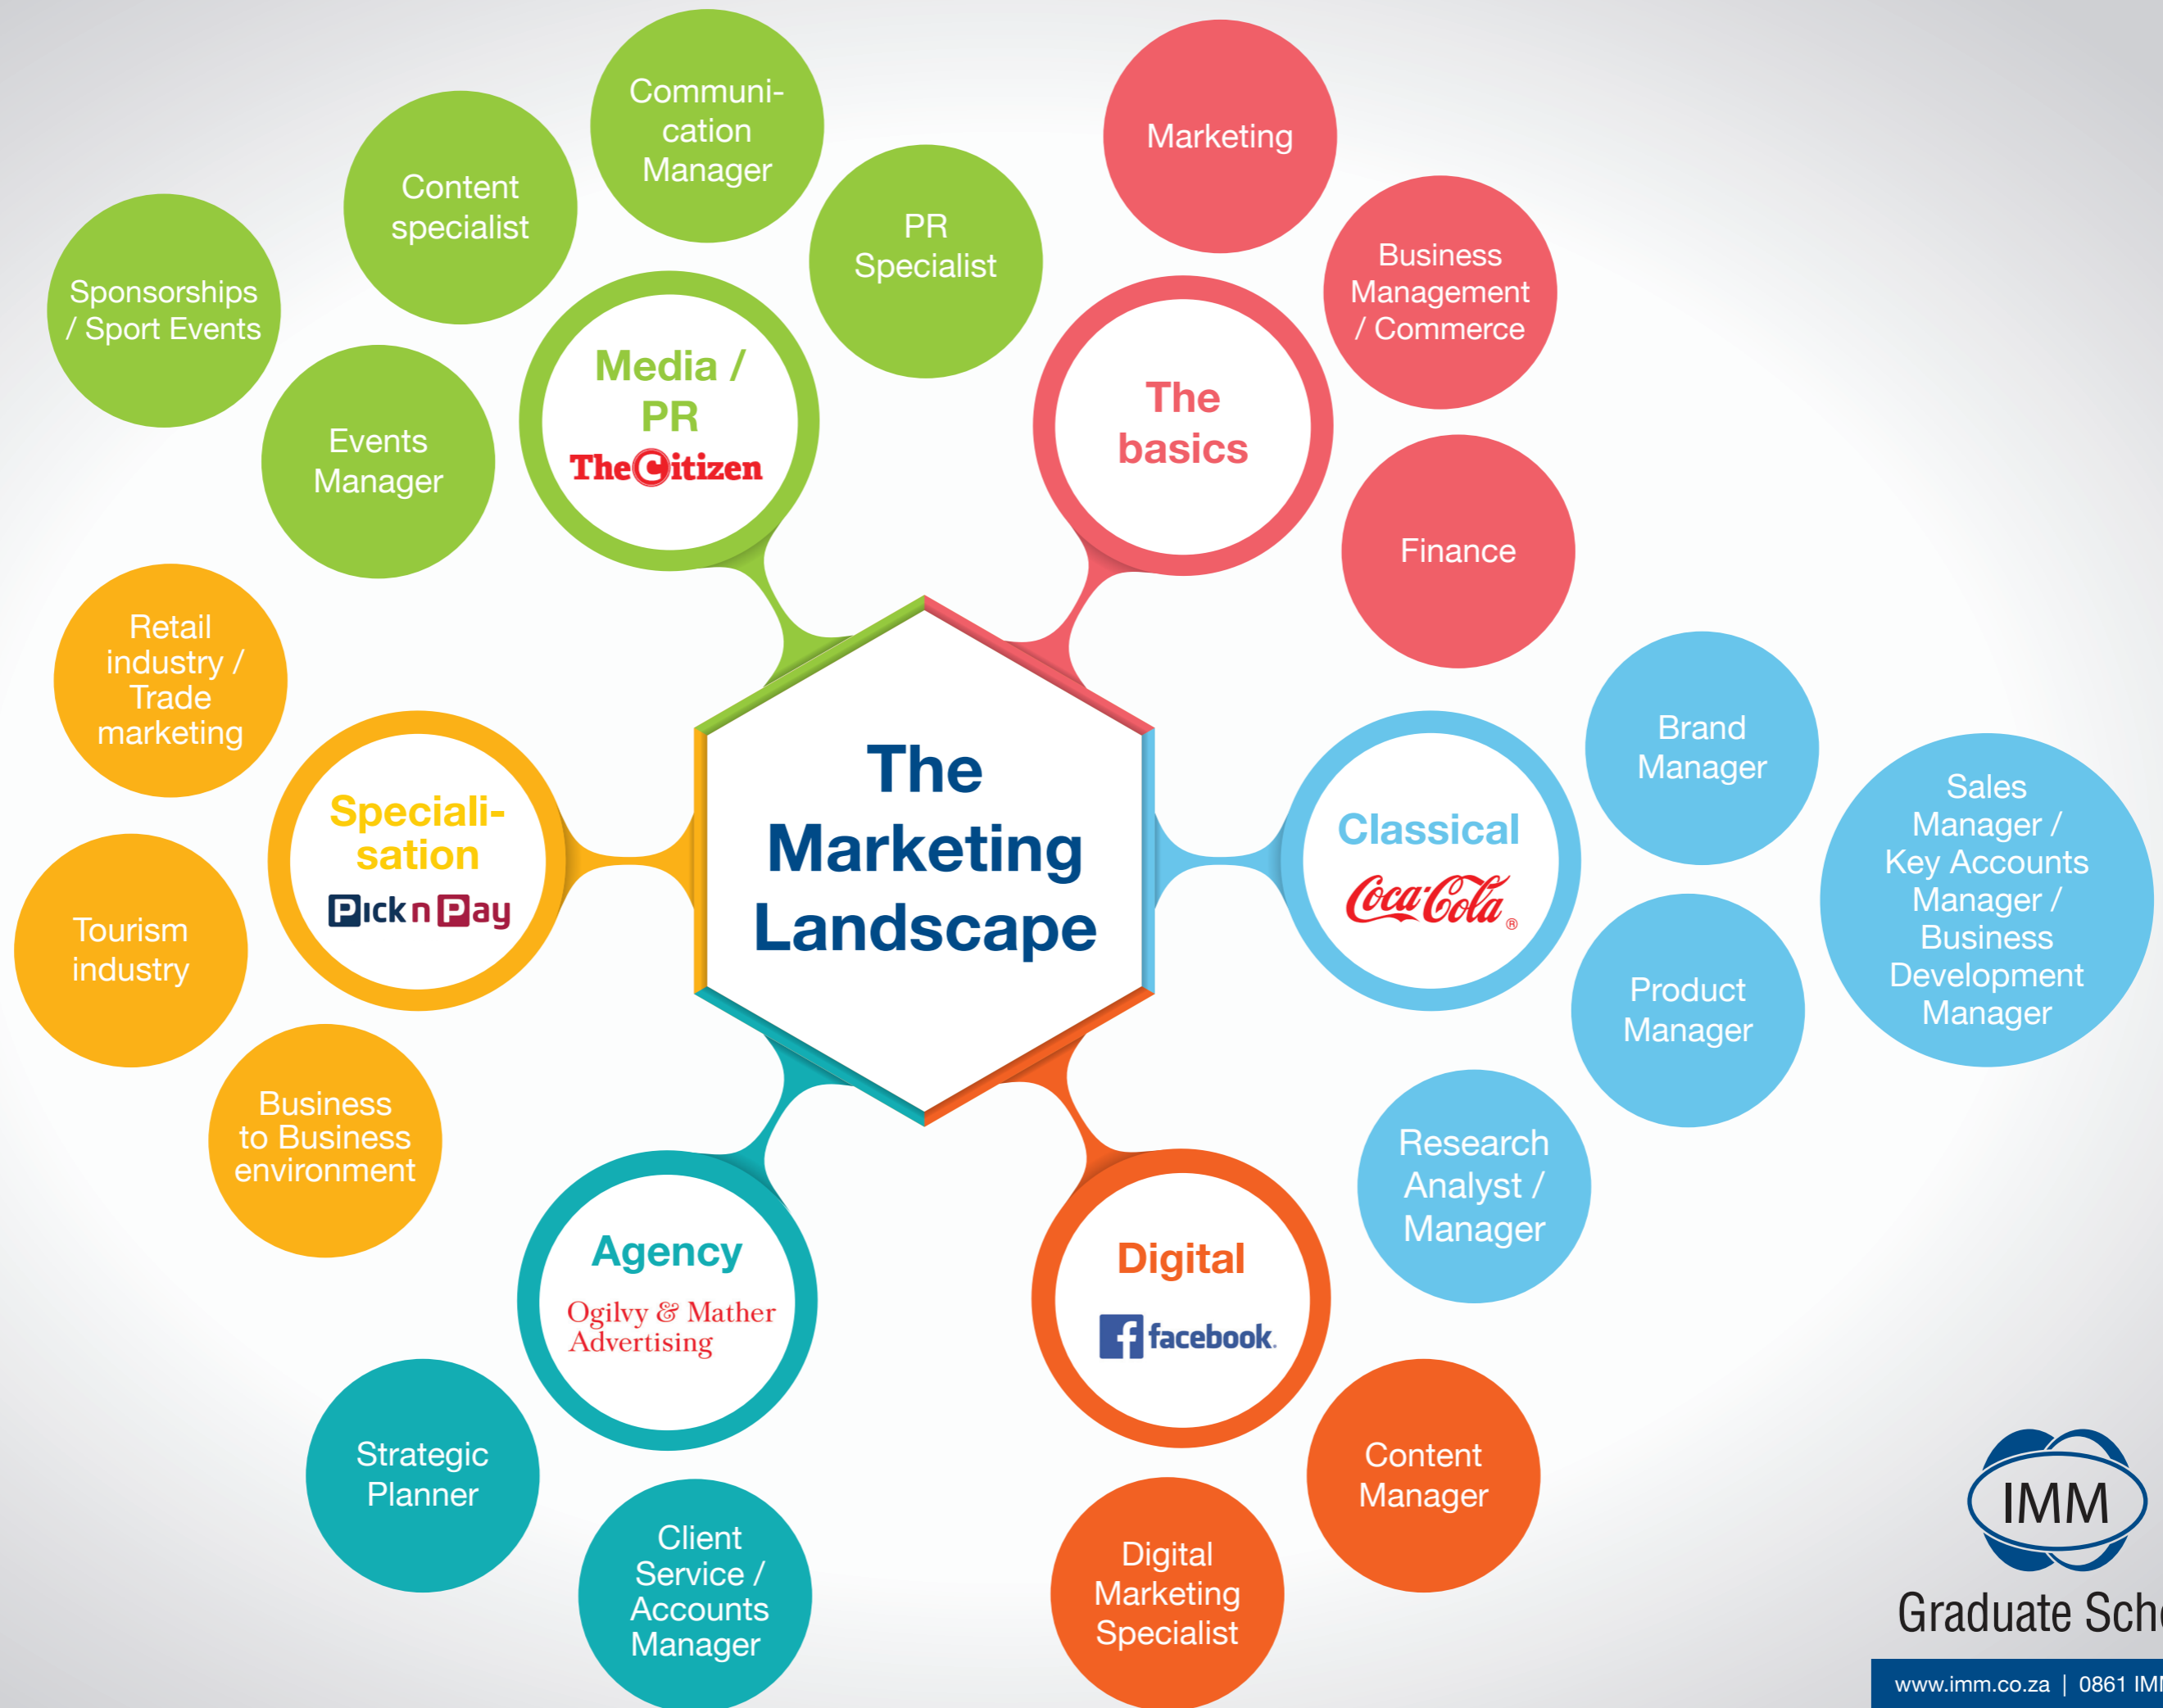 Communi-
cation
Manager
Marketing
Content
specialist
PR
Specialist
Business
Management
/ Commerce
Sponsorships
/ Sport Events
Media /
PR
TheCitizen
The
basics
Events
Manager
Finance
Retail
industry /
Trade
marketing
Brand
Manager
Speciali-
sation
Pick n Pay
The
Marketing
Landscape
Classical
Coca-Cola®
Sales
Manager /
Key Accounts
Manager /
Business
Development
Manager
Tourism
industry
Product
Manager
Business
to Business
environment
Research
Analyst /
Manager
Agency
Ogilvy & Mather
Advertising
Digital
f facebook.
Strategic
Planner
Content
Manager
Client
Service /
Accounts
Manager
Digital
Marketing
Specialist
IMM
Graduate
www.imm.co.za | 0861